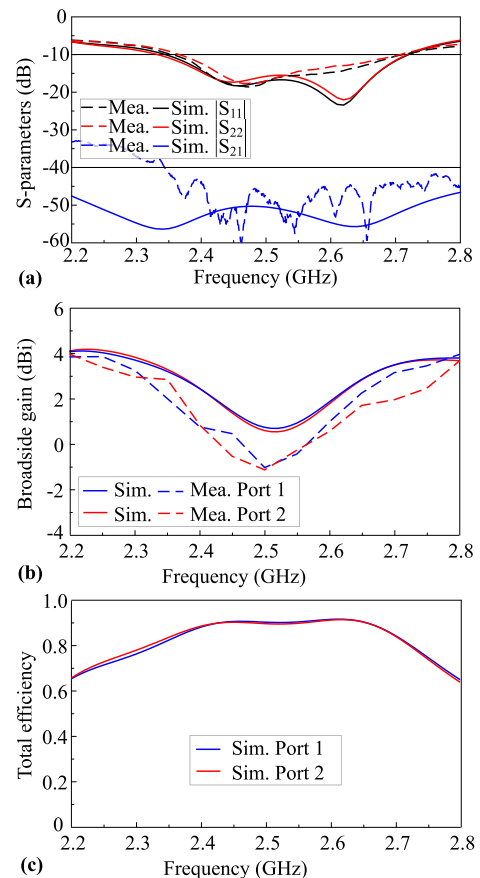 0
-10
-20
-30
-40
-50
-60
S-parameters (dB)
Mea. Sim. |S11|
Mea. Sim. |S22|
Mea. Sim. |S21|
2.2 2.3 2.4 2.5 2.6 2.7 2.8
Frequency (GHz)
(a)
6
4
2
0
-2
-4
Broadside gain (dBi)
Sim. Mea. Port 1
Sim. Mea. Port 2
2.2 2.3 2.4 2.5 2.6 2.7 2.8
Frequency (GHz)
(b)
1.0
0.8
0.6
0.4
0.2
0.0
Total efficiency
Sim. Port 1
Sim. Port 2
2.2 2.3 2.4 2.5 2.6 2.7 2.8
Frequency (GHz)
(c)